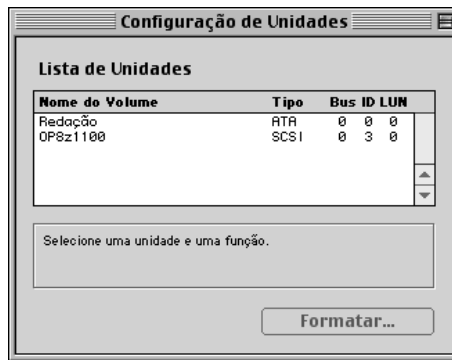 Configuração de Unidades
Lista de Unidades
Nome do Volume Tipo Bus ID LUN
Redação ATA 0 0 0
OP8z1100 SCSI 0 3 0
Selecione uma unidade e uma função.
Formatar...